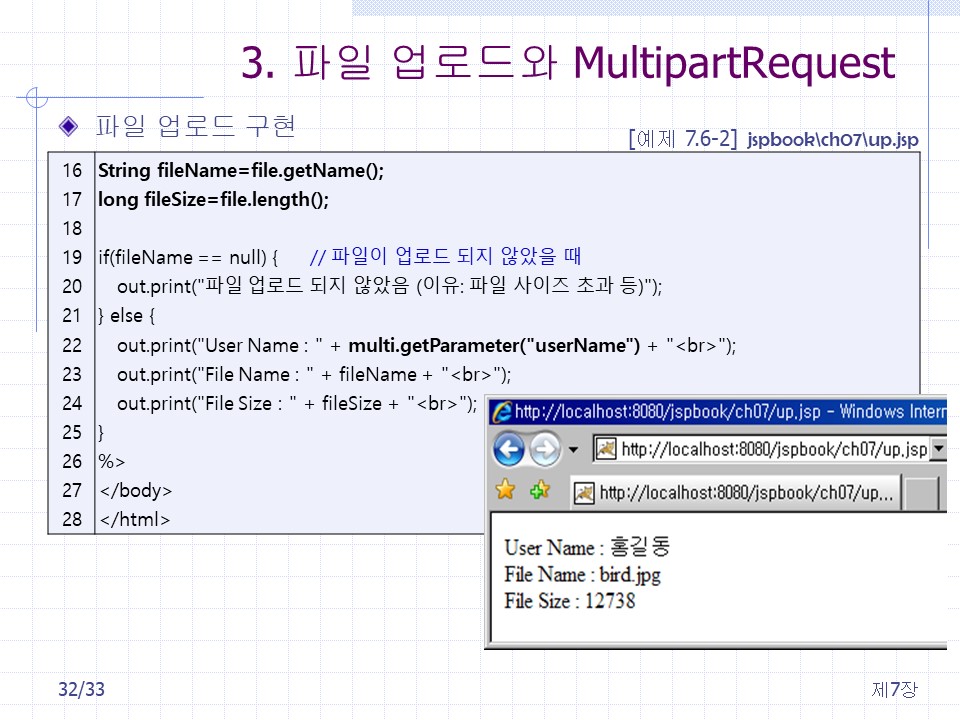 3. 파일 업로드와 MultipartRequest
파일 업로드 구현
[예제 7.6-2] jspbook\ch07\up.jsp
16 String fileName=file.getName();
17 long fileSize=file.length();
18
19 if(fileName == null) { // 파일이 업로드 되지 않았을 때
20 out.print("파일 업로드 되지 않았음 (이유: 파일 사이즈 초과 등)");
21 } else {
22 out.print("User Name : " + multi.getParameter("userName") + "<br>");
23 out.print("File Name : " + fileName + "<br>");
24 out.print("File Size : " + fileSize + "<br>");
25 }
26 %>
27 </body>
28 </html>
http://localhost:8080/jspbook/ch07/up.jsp - Windows Intern
http://localhost:8080/jspbook/ch07/up.jsp
http://localhost:8080/jspbook/ch07/up...
User Name : 홍길동
File Name : bird.jpg
File Size : 12738
32/33
제7장